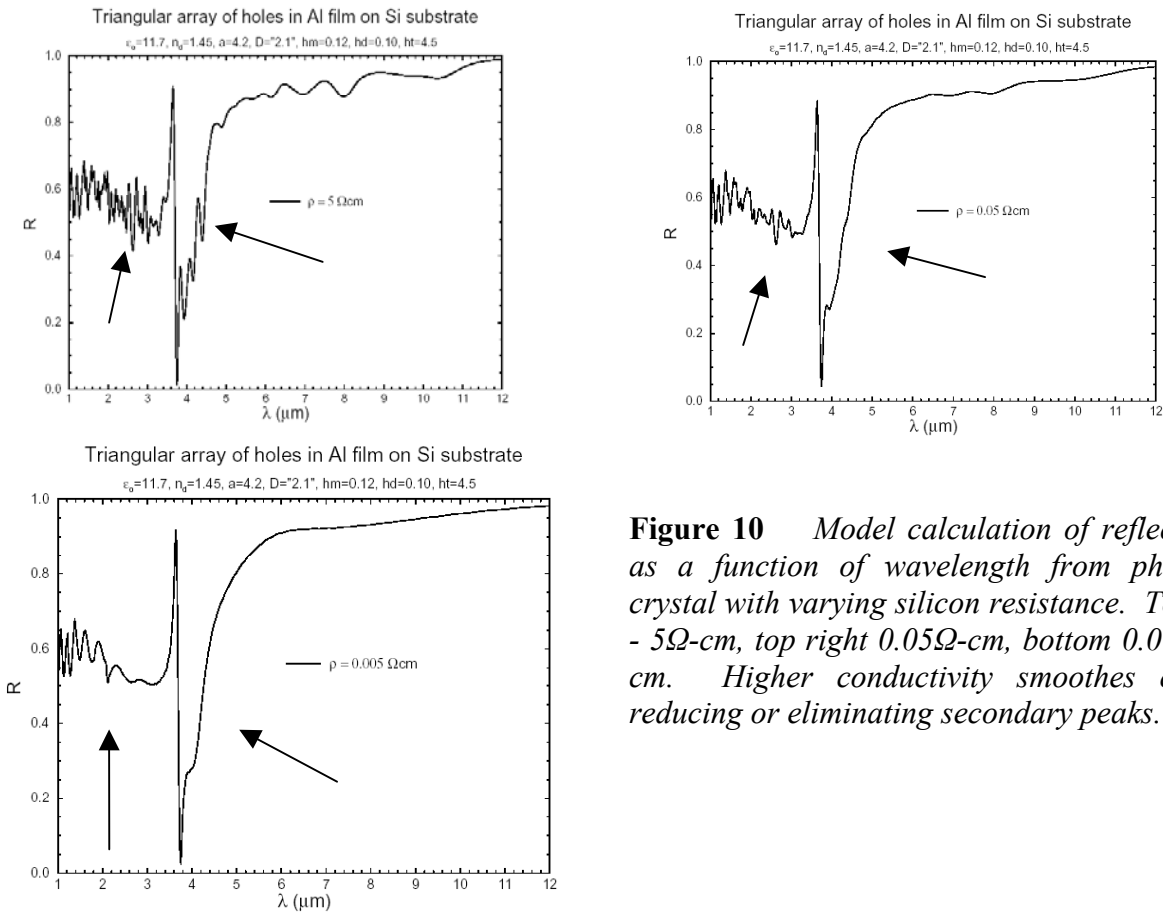 Triangular array of holes in Al film on Si substrate
εₒ=11.7, n_d=1.45, a=4.2, D="2.1", hm=0.12, hd=0.10, ht=4.5
1.0
0.8
0.6
0.4
0.2
0.0
R
ρ = 5 Ωcm
1 2 3 4 5 6 7 8 9 10 11 12
λ (μm)
Triangular array of holes in Al film on Si substrate
εₒ=11.7, n_d=1.45, a=4.2, D="2.1", hm=0.12, hd=0.10, ht=4.5
1.0
0.8
0.6
0.4
0.2
0.0
R
ρ = 0.05 Ωcm
1 2 3 4 5 6 7 8 9 10 11 12
λ (μm)
Triangular array of holes in Al film on Si substrate
εₒ=11.7, n_d=1.45, a=4.2, D="2.1", hm=0.12, hd=0.10, ht=4.5
1.0
0.8
0.6
0.4
0.2
0.0
R
ρ = 0.005 Ωcm
1 2 3 4 5 6 7 8 9 10 11 12
λ (μm)
Figure 10 Model calculation of reflec
as a function of wavelength from ph
crystal with varying silicon resistance. T
- 5Ω-cm, top right 0.05Ω-cm, bottom 0.0
cm. Higher conductivity smoothes
reducing or eliminating secondary peaks.